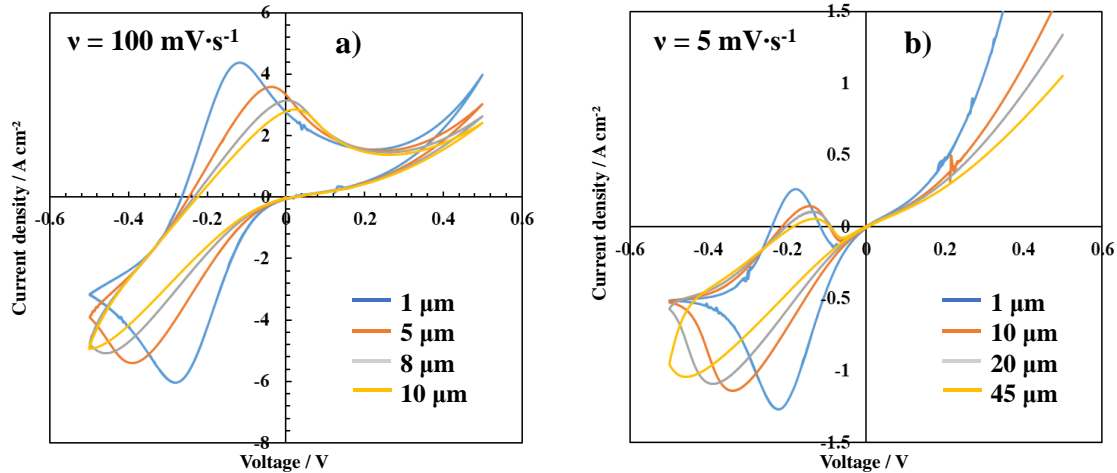 ν = 100 mV·s-1
a)
6
4
2
0
-2
-4
-6
-8
-0.6
-0.4
-0.2
0
0.2
0.4
0.6
Current density / A cm-2
Voltage / V
1 μm
5 μm
8 μm
10 μm
ν = 5 mV·s-1
b)
1.5
1
0.5
0
-0.5
-1
-1.5
-0.6
-0.4
-0.2
0
0.2
0.4
0.6
Current density / A cm-2
Voltage / V
1 μm
10 μm
20 μm
45 μm